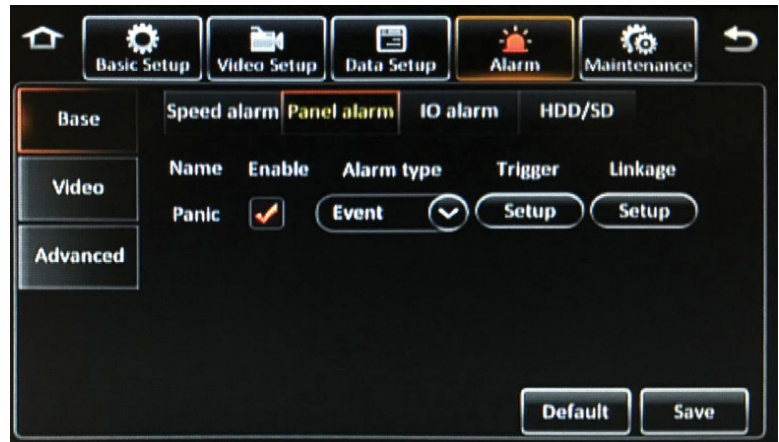 Basic Setup Video Setup Data Setup Alarm Maintenance
Base Speed alarm Panel alarm IO alarm HDD/SD
Name Enable Alarm type Trigger Linkage
Video
Panic Event Setup Setup
Advanced
Default Save